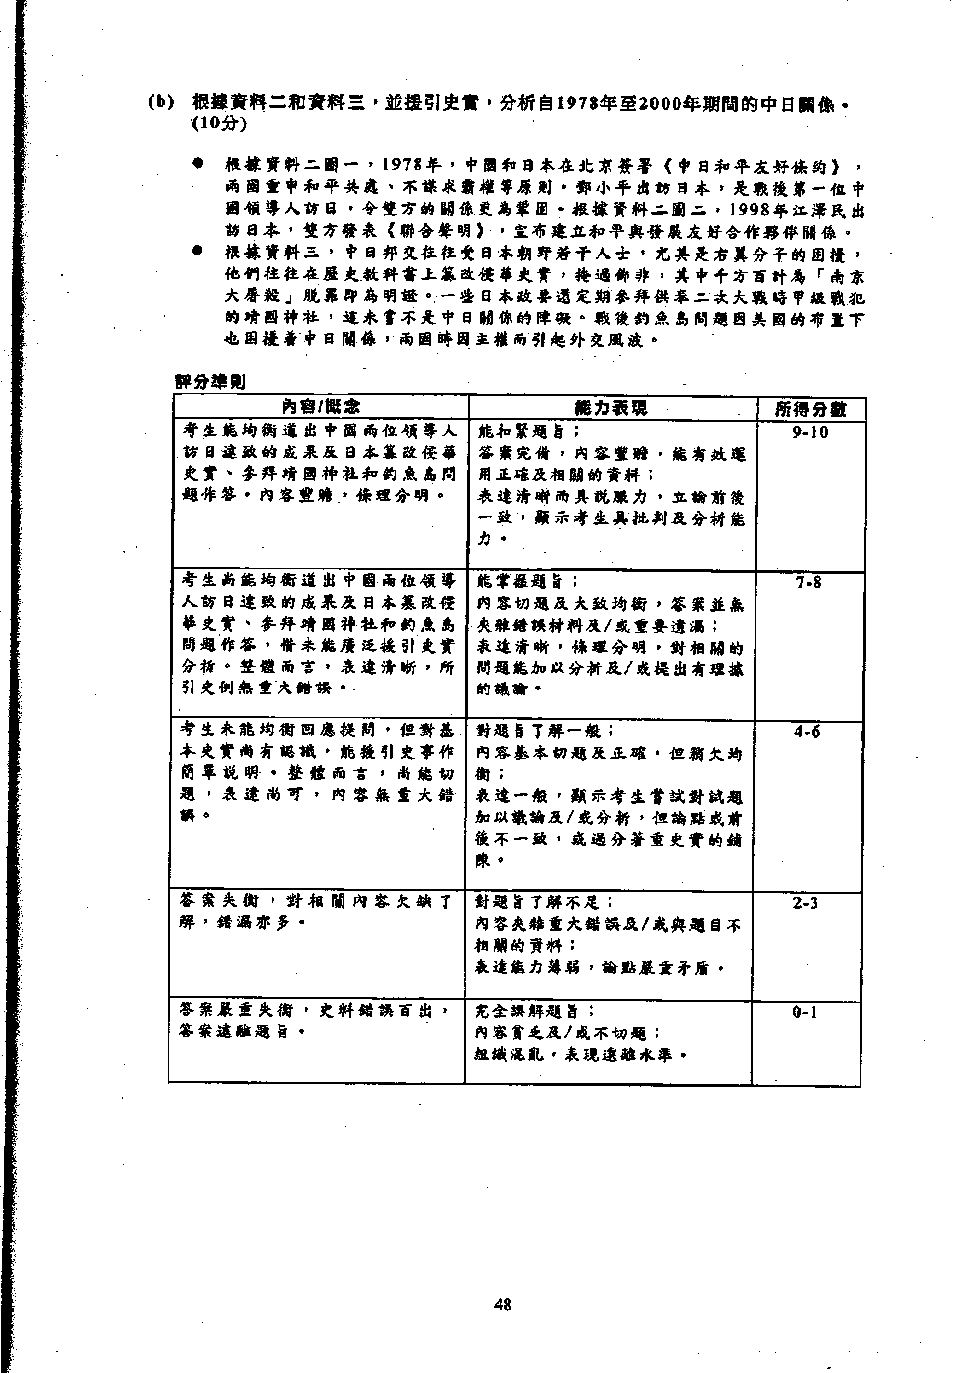 (b) 根據資料二和資料三，並援引史實，分析自1978年至2000年期間的中日關係。
(10分)
● 根據資料二圖一，1978年，中國和日本在北京簽署《中日和平友好條約》，
兩國重申和平共處、不謀求霸權等原則。鄧小平出訪日本，是戰後第一位中
國領導人訪日，令雙方的關係更為鞏固。根據資料二圖二，1998年江澤民出
訪日本，雙方發表《聯合聲明》，宣布建立和平與發展友好合作夥伴關係。
● 根據資料三，中日邦交往往受日本朝野若干人士，尤其是右翼分子的困擾，
他們往往在歷史教科書上篡改侵華史實，掩過飾非，其中千方百計為「南京
大屠殺」脫罪即為明證。一些日本政要還定期參拜供奉二次大戰時甲級戰犯
的靖國神社，這未嘗不是中日關係的障礙。戰後釣魚島問題因美國的布置下
也困擾着中日關係，兩國時因主權而引起外交風波。
評分準則
內容/概念 能力表現 所得分數
考生能均衡道出中國兩位領導人
訪日達致的成果及日本篡改侵華
史實、參拜靖國神社和釣魚島問
題作答。內容豐贍，條理分明。
能扣緊題旨；
答案完備，內容豐贍，能有效運
用正確及相關的資料；
表達清晰而具說服力，立論前後
一致，顯示考生具批判及分析能
力。
9-10
考生尚能均衡道出中國兩位領導
人訪日達致的成果及日本篡改侵
華史實、參拜靖國神社和釣魚島
問題作答，惜未能廣泛援引史實
分析。整體而言，表達清晰，所
引史例無重大錯誤。
能掌握題旨；
內容切題及大致均衡，答案並無
夾雜錯誤材料及/或重要遺漏；
表達清晰，條理分明，對相關的
問題能加以分析及/或提出有理據
的議論。
7-8
考生未能均衡回應提問，但對基
本史實尚有認識，能援引史事作
簡單說明。整體而言，尚能切
題，表達尚可，內容無重大錯
誤。
對題旨了解一般；
內容基本切題及正確，但稍欠均
衡；
表達一般，顯示考生嘗試對試題
加以議論及/或分析，但論點或前
後不一致，或過分著重史實的鋪
陳。
4-6
答案失衡，對相關內容欠缺了
解，錯漏亦多。
對題旨了解不足；
內容夾雜重大錯誤及/或與題目不
相關的資料；
表達能力薄弱，論點嚴重矛盾。
2-3
答案嚴重失衡，史料錯誤百出，
答案遠離題旨。
完全誤解題旨；
內容貧乏及/或不切題；
組織混亂，表現遠離水準。
0-1
48